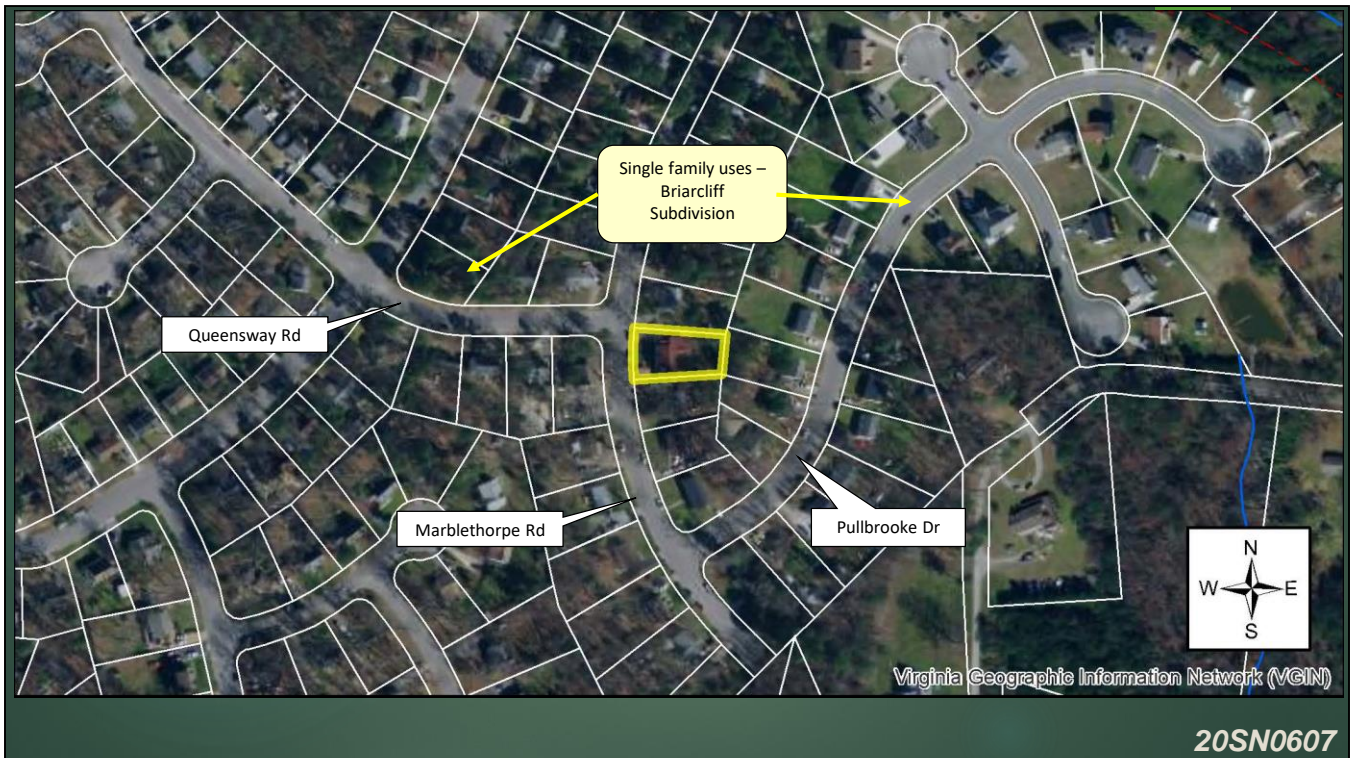 Single family uses –
Briarcliff
Subdivision
Queensway Rd
Marblethorpe Rd
Pullbrooke Dr
N
W
E
S
Virginia Geographic Information Network (VGIN)
20SN0607